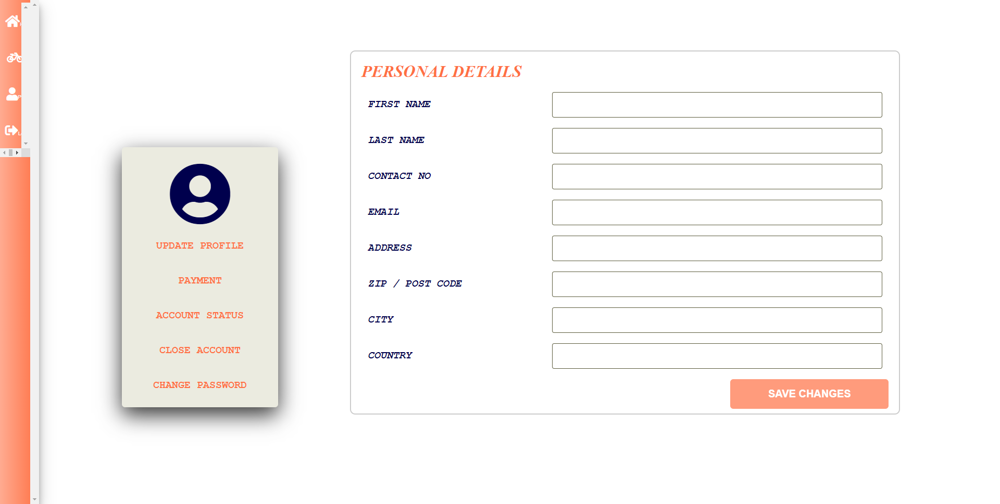 UPDATE PROFILE
PAYMENT
ACCOUNT STATUS
CLOSE ACCOUNT
CHANGE PASSWORD
PERSONAL DETAILS
FIRST NAME
LAST NAME
CONTACT NO
EMAIL
ADDRESS
ZIP / POST CODE
CITY
COUNTRY
SAVE CHANGES